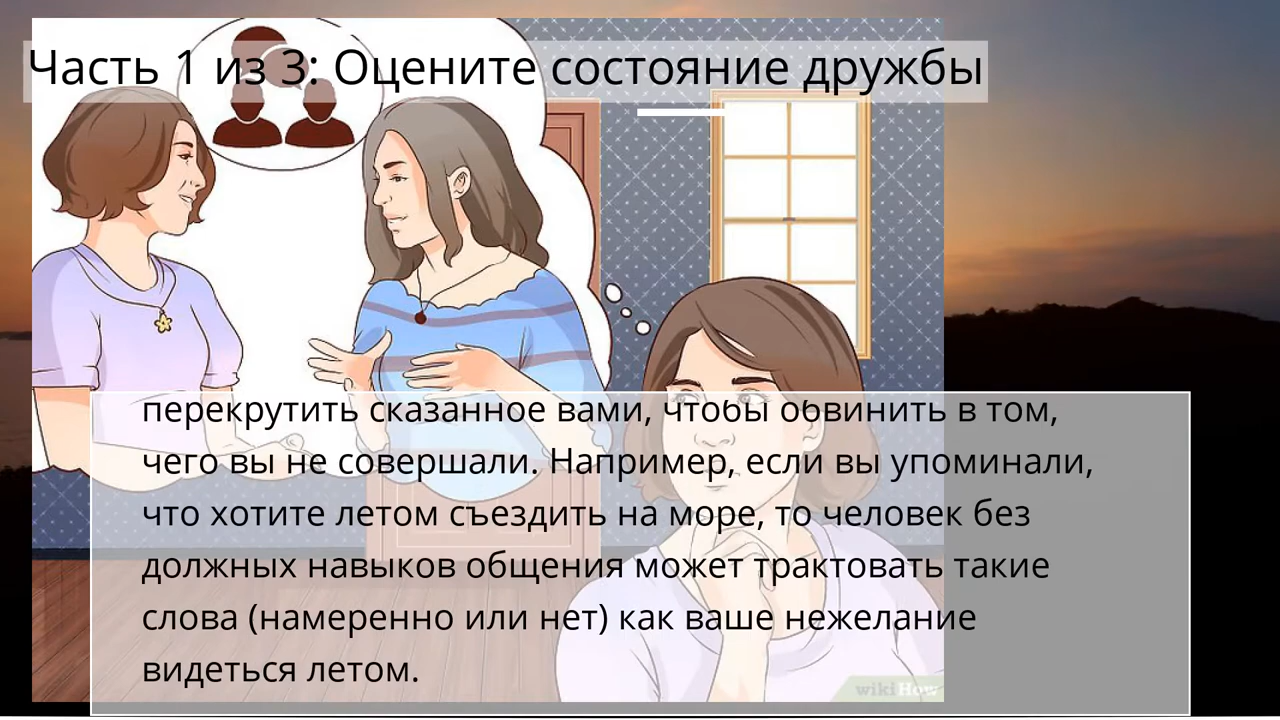 Часть 1 из 3: Оцените состояние дружбы
перекрутить сказанное вами, чтобы обвинить в том,
чего вы не совершали. Например, если вы упоминали,
что хотите летом съездить на море, то человек без
должных навыков общения может трактовать такие
слова (намеренно или нет) как ваше нежелание
видеться летом.
wikiHow